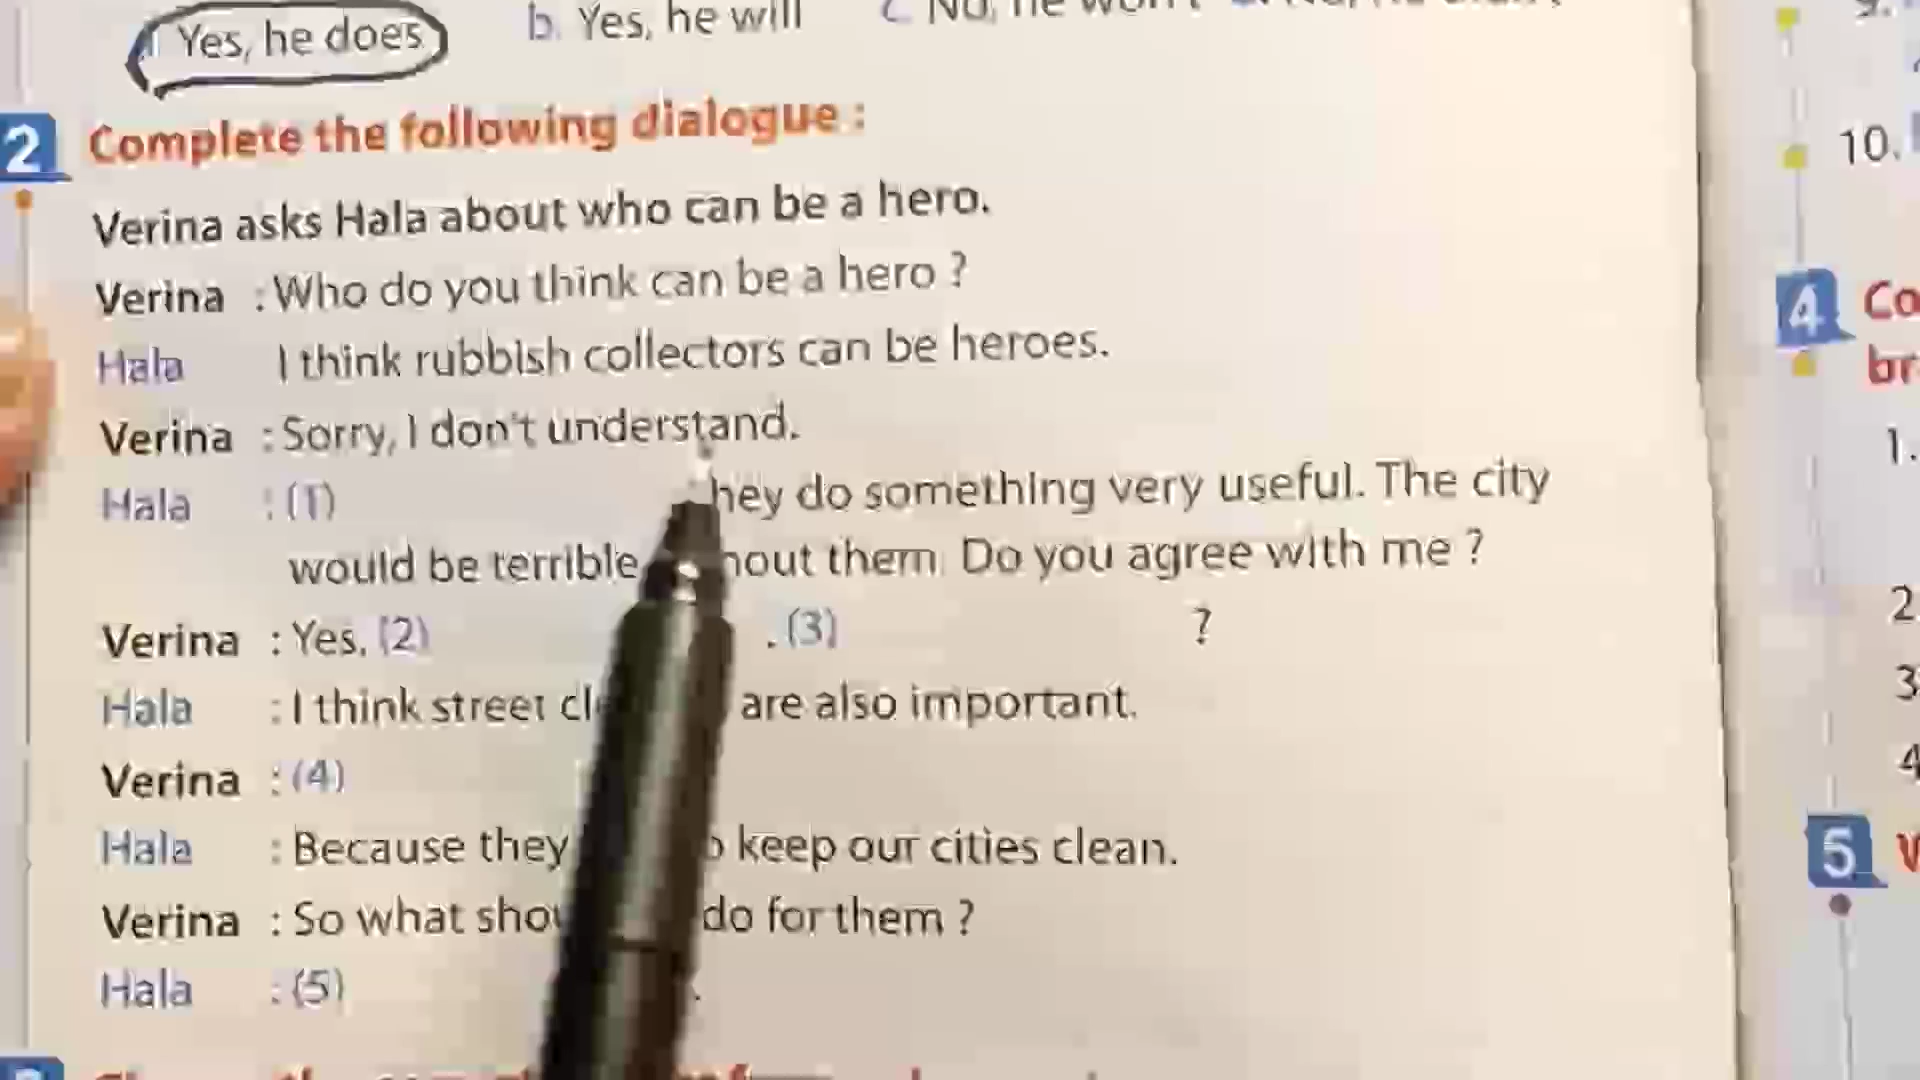 Yes, he does b. Yes, he will c. No, he won't
2 Complete the following dialogue :
Verina asks Hala about who can be a hero.
Verina : Who do you think can be a hero ?
Hala I think rubbish collectors can be heroes.
Verina : Sorry, I don't understand.
Hala : (1) hey do something very useful. The city
would be terrible hout them. Do you agree with me ?
Verina : Yes, (2) . (3) ?
Hala : I think street cl are also important.
Verina : (4)
Hala : Because they keep our cities clean.
Verina : So what sho do for them ?
Hala : (5) .
9.
10.
4 Co
br
1.
2
3
4
5